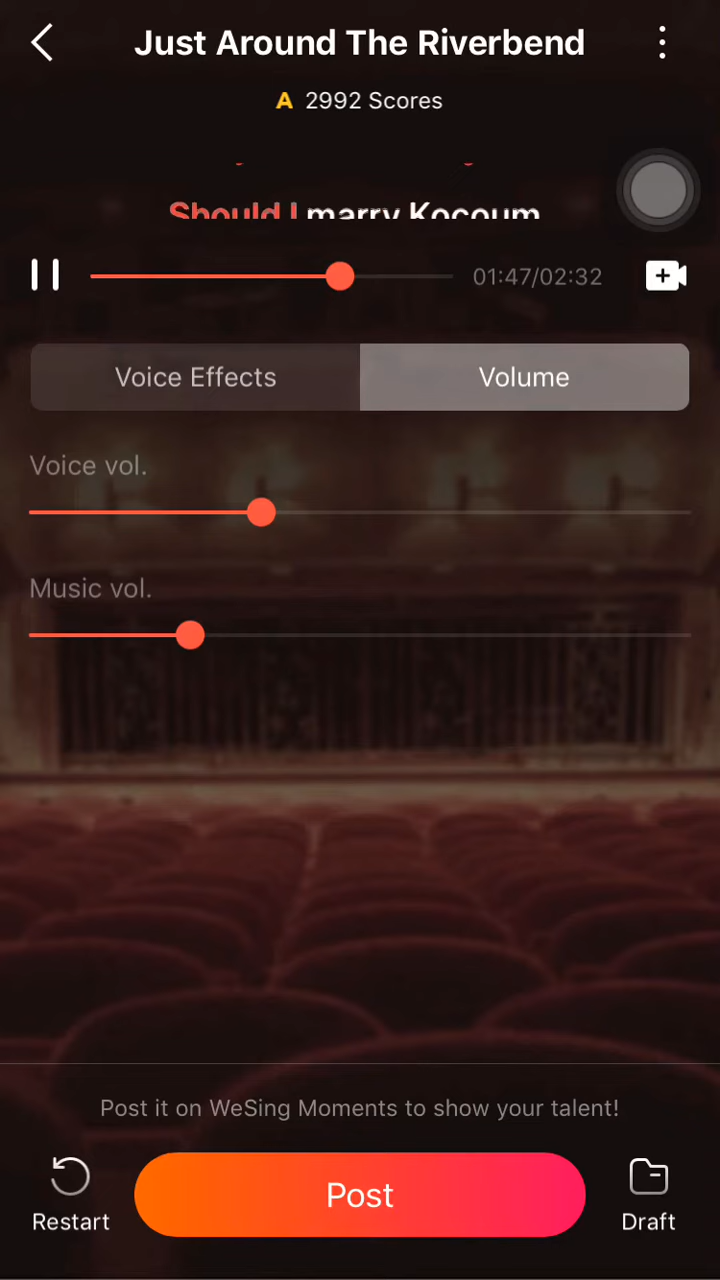 Just Around The Riverbend
A 2992 Scores
Should I marry Kocoum
01:47/02:32
Voice Effects
Volume
Voice vol.
Music vol.
Post it on WeSing Moments to show your talent!
Restart
Post
Draft